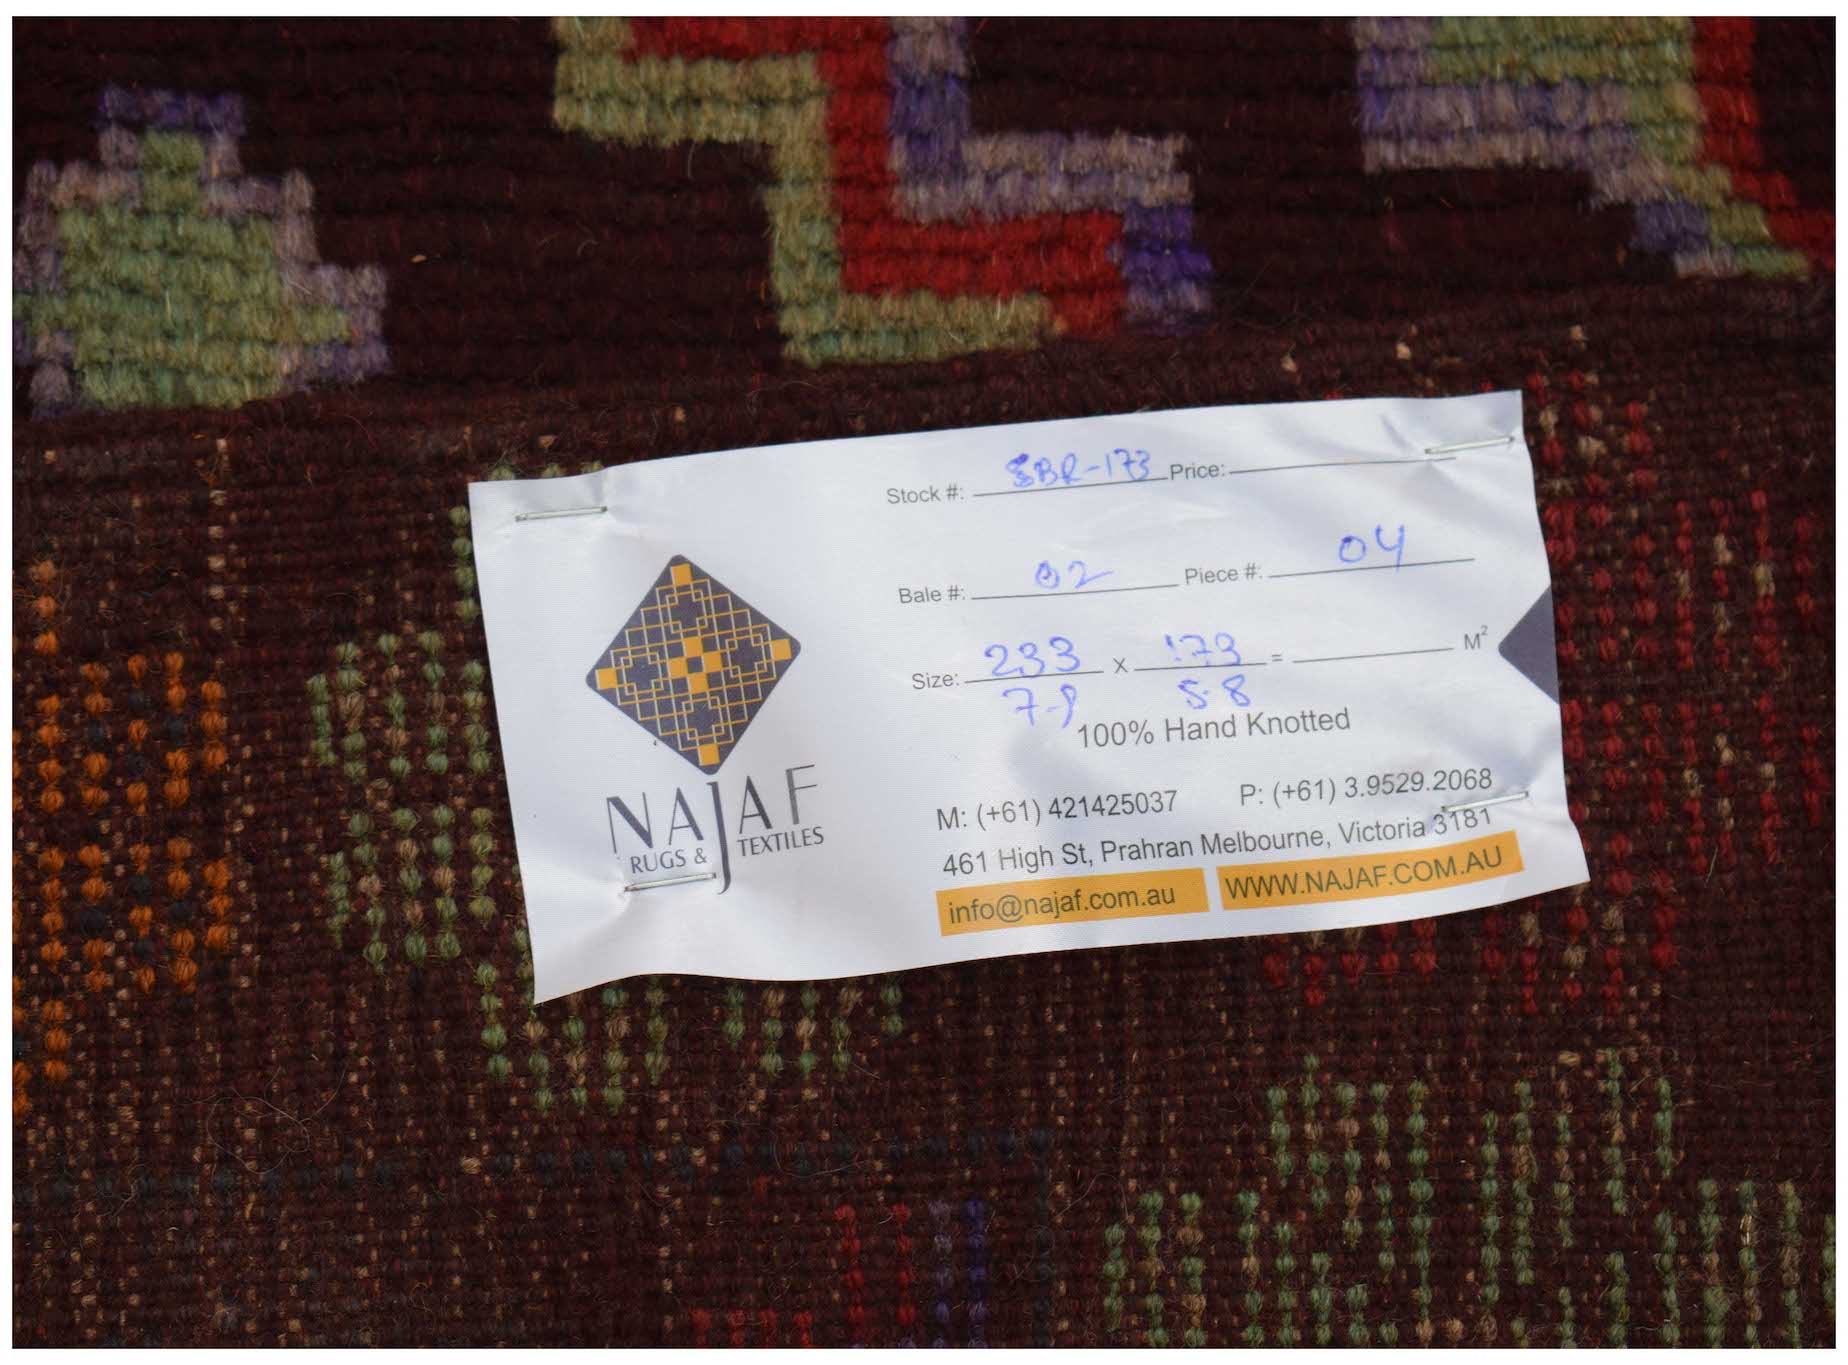 Stock #: SBR-173 Price:
Bale #: 02 Piece #: 04
Size: 233 x 173 = M²
7-8 5-8
100% Hand Knotted
NAJAF
RUGS & TEXTILES
M: (+61) 421425037 P: (+61) 3.9529.2068
461 High St, Prahran Melbourne, Victoria 3181
info@najaf.com.au WWW.NAJAF.COM.AU